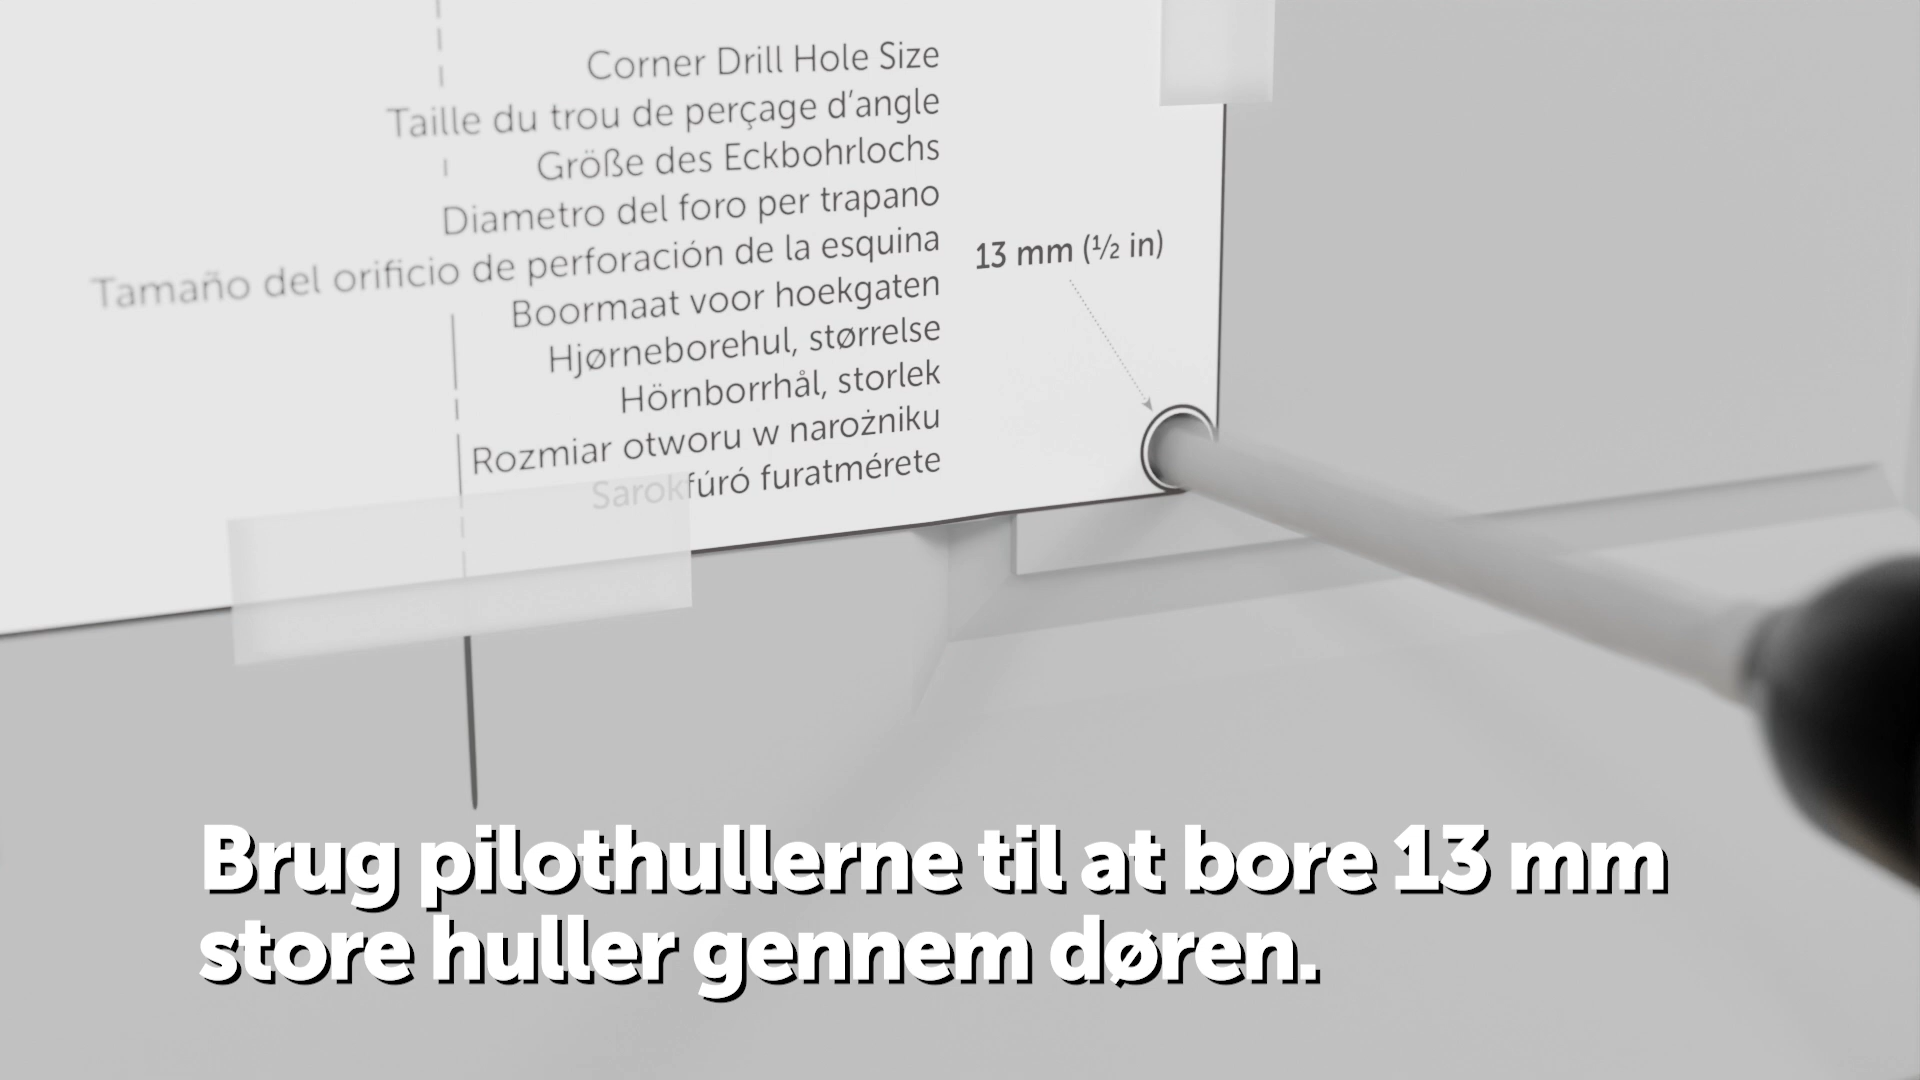 Corner Drill Hole Size
Taille du trou de perçage d’angle
Größe des Eckbohrlochs
Diametro del foro per trapano
Tamaño del orificio de perforación de la esquina
13 mm (½ in)
Boormaat voor hoekgaten
Hjørneborehul, størrelse
Hörnborrhål, storlek
Rozmiar otworu w narożniku
Sarokfúró furatmérete
Brug pilothullerne til at bore 13 mm
store huller gennem døren.